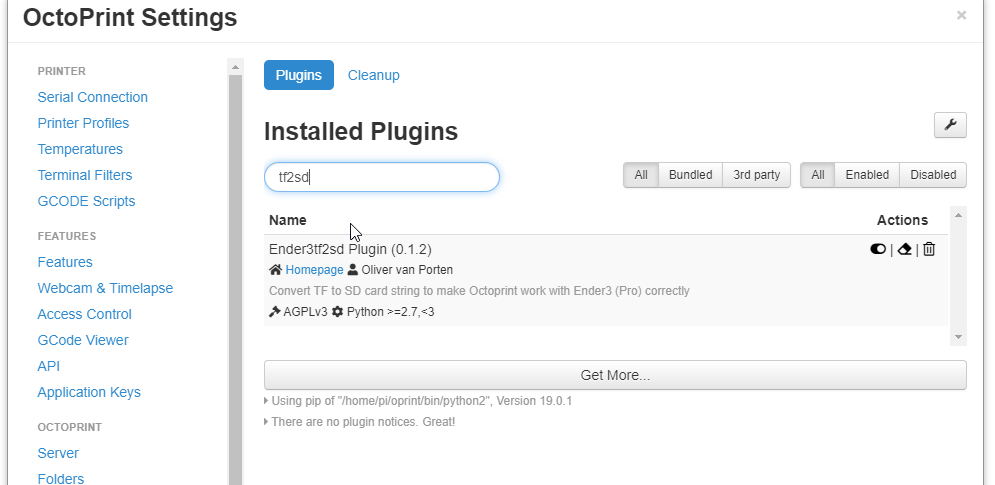 OctoPrint Settings ×
PRINTER
Serial Connection
Printer Profiles
Temperatures
Terminal Filters
GCODE Scripts
FEATURES
Features
Webcam & Timelapse
Access Control
GCode Viewer
API
Application Keys
OCTOPRINT
Server
Folders
Plugins Cleanup
Installed Plugins
tf2sd All Bundled 3rd party All Enabled Disabled
Name Actions
Ender3tf2sd Plugin (0.1.2) | |
Homepage Oliver van Porten
Convert TF to SD card string to make Octoprint work with Ender3 (Pro) correctly
AGPLv3 Python >=2.7,<3
Get More...
Using pip of "/home/pi/oprint/bin/python2", Version 19.0.1
There are no plugin notices. Great!